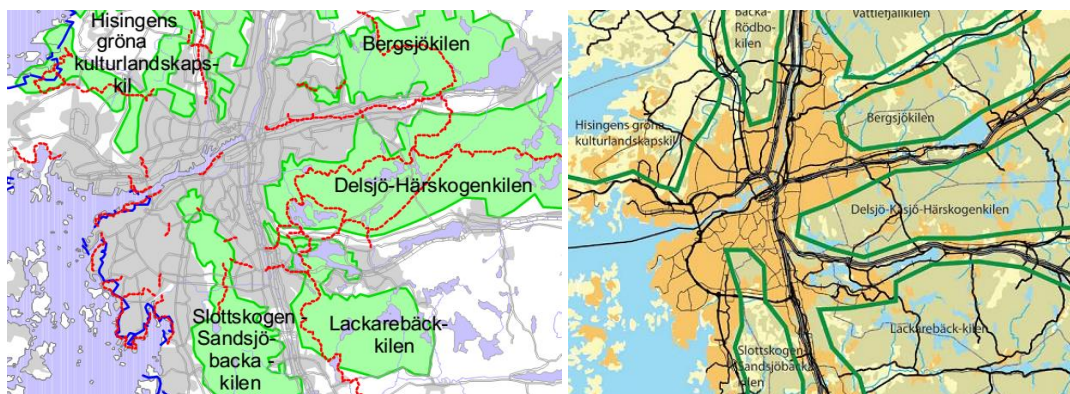 Hisingens
gröna
kulturlandskaps-
kil
Bergsjökilen
Delsjö-Härskogenkilen
Slottskogen
Sandsjö-
backa -
kilen
Lackarebäck-
kilen
Backa-
Rödbo-
kilen
Vättlefjällkilen
Hisingens gröna
kulturlandskapskil
Bergsjökilen
Delsjö-Kåsjö-Härskogenkilen
Lackarebäck-kilen
Slottskogen
Sandsjöbacka
-kilen